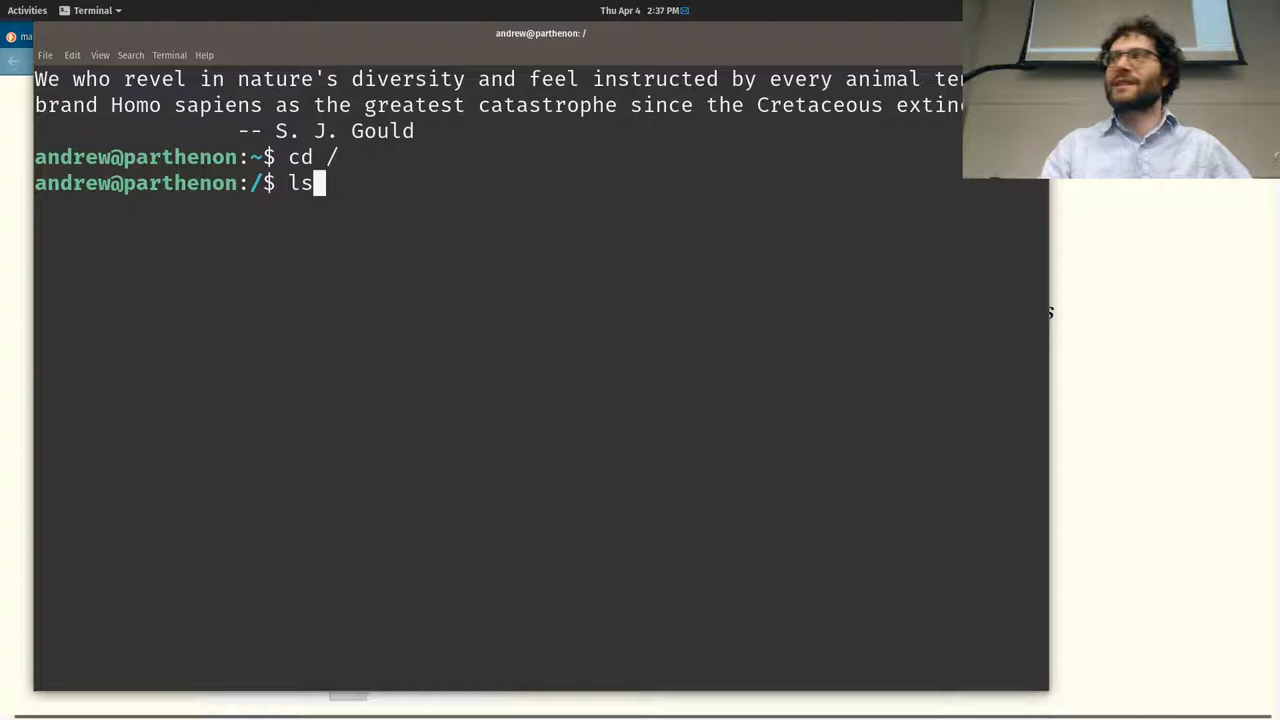 Activities Terminal Thu Apr 4 2:37 PM
ma
andrew@parthenon: /
File Edit View Search Terminal Help
We who revel in nature's diversity and feel instructed by every animal
brand Homo sapiens as the greatest catastrophe since the Cretaceous
-- S. J. Gould
andrew@parthenon:~$ cd /
andrew@parthenon:/$ ls
s